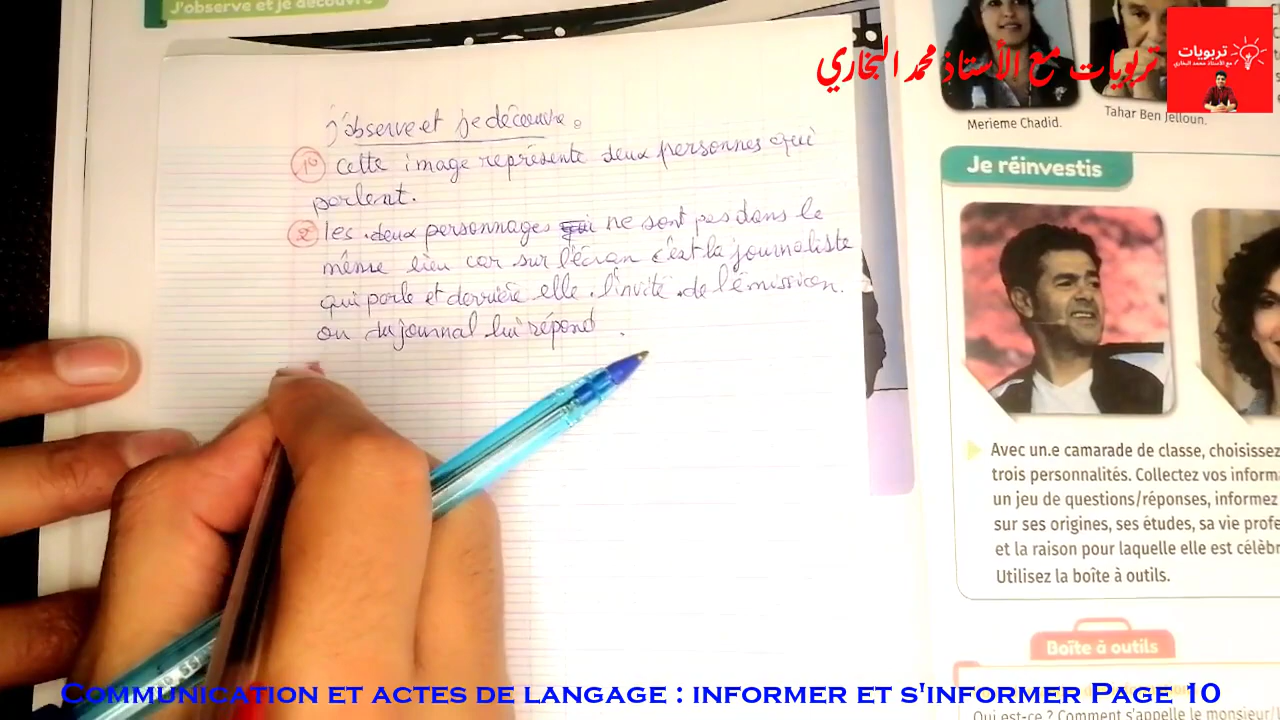 J'observe et je découvre
j'observe et je découvre :
1° cette image représente deux personnes qui
parlent.
2° les deux personnages qui ne sont pas dans le
même lieu car sur l'écran c'est la journaliste
qui parle et derrière elle l'invité de l'émission.
ou du journal lui répond.
تربويات مع الأستاذ محمد البخاري
تربويات
مع الأستاذ محمد البخاري
Merieme Chadid.
Tahar Ben Jelloun.
Je réinvestis
Avec un.e camarade de classe, choisissez
trois personnalités. Collectez vos inform
un jeu de questions/réponses, informez
sur ses origines, ses études, sa vie profe
et la raison pour laquelle elle est célèb
Utilisez la boîte à outils.
Boîte à outils
Qui est-ce ? Comment s'appelle le monsieur/l
Communication et actes de langage : informer et s'informer Page 10